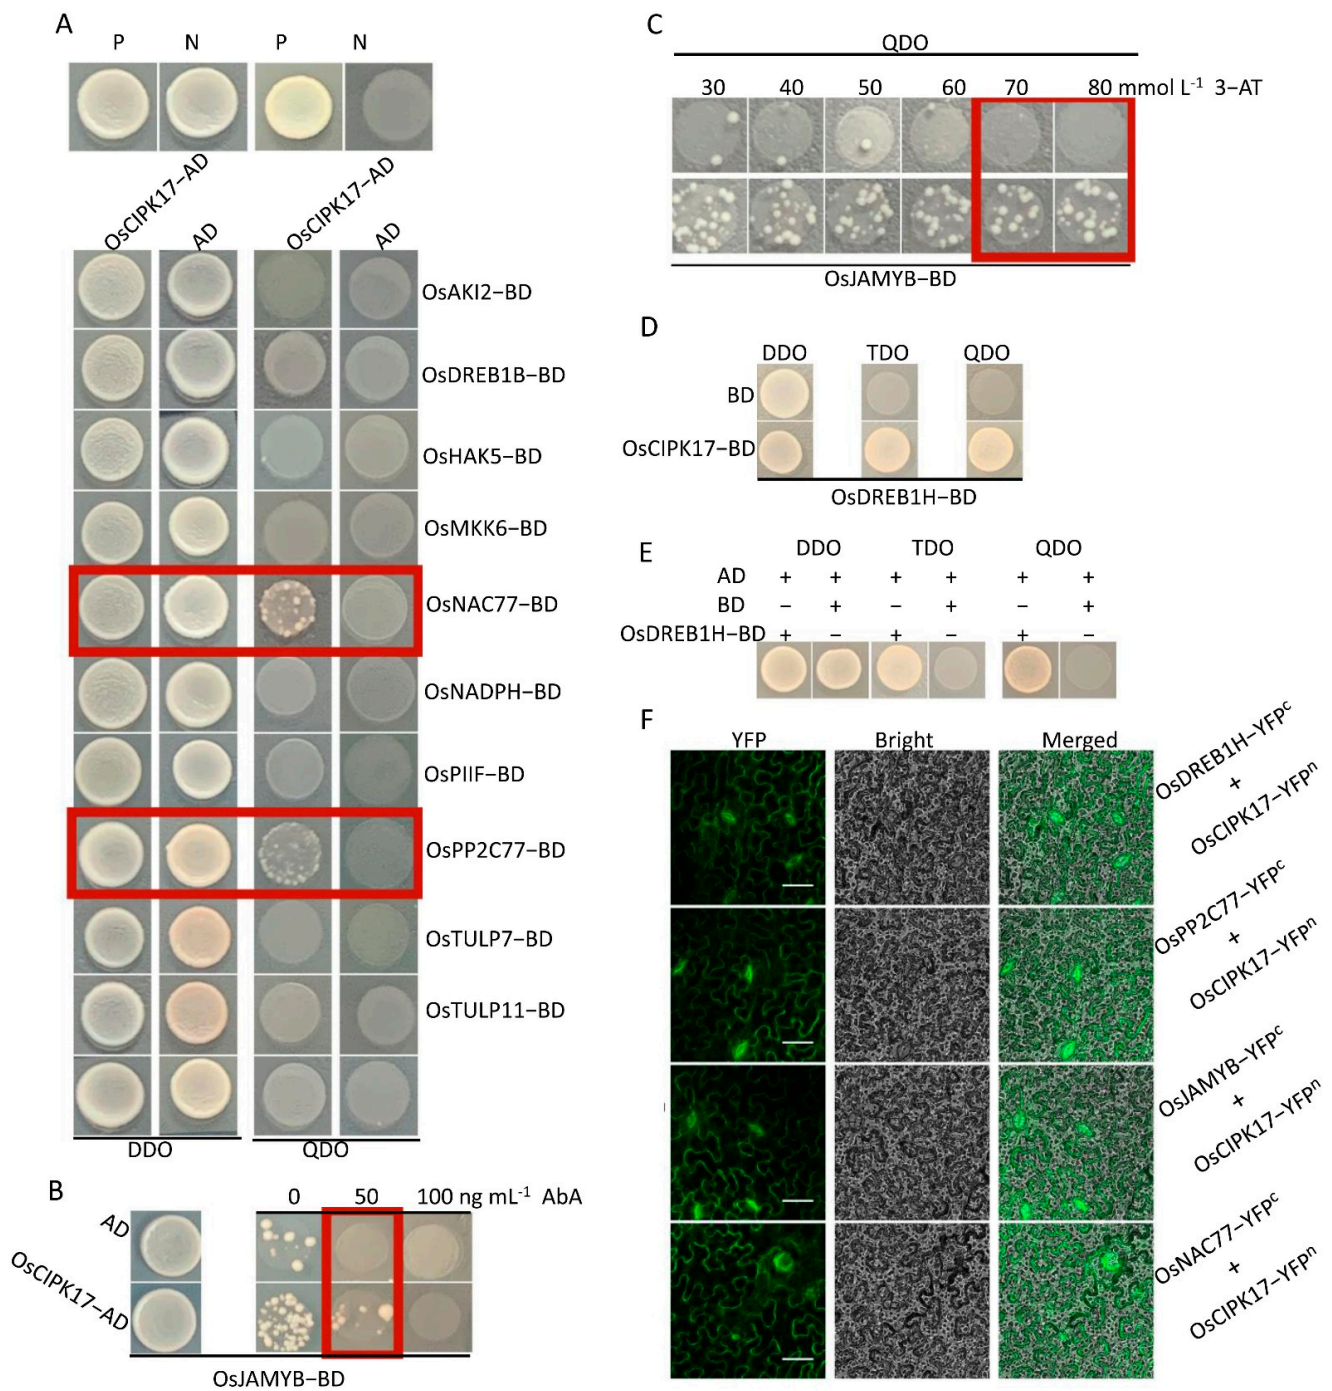 A
P N P N
OsCIPK17−AD AD OsCIPK17−AD AD
OsAKI2−BD
OsDREB1B−BD
OsHAK5−BD
OsMKK6−BD
OsNAC77−BD
OsNADPH−BD
OsPIIF−BD
OsPP2C77−BD
OsTULP7−BD
OsTULP11−BD
DDO QDO
B
0 50 100 ng mL⁻¹ AbA
AD
OsCIPK17−AD
OsJAMYB−BD
C
QDO
30 40 50 60 70 80 mmol L⁻¹ 3−AT
OsJAMYB−BD
D
DDO TDO QDO
BD
OsCIPK17−BD
OsDREB1H−BD
E
DDO TDO QDO
AD + + + + + +
BD − + − + − +
OsDREB1H−BD + − + − + −
F
YFP Bright Merged
OsDREB1H−YFPᶜ
+
OsCIPK17−YFPⁿ
OsPP2C77−YFPᶜ
+
OsCIPK17−YFPⁿ
OsJAMYB−YFPᶜ
+
OsCIPK17−YFPⁿ
OsNAC77−YFPᶜ
+
OsCIPK17−YFPⁿ